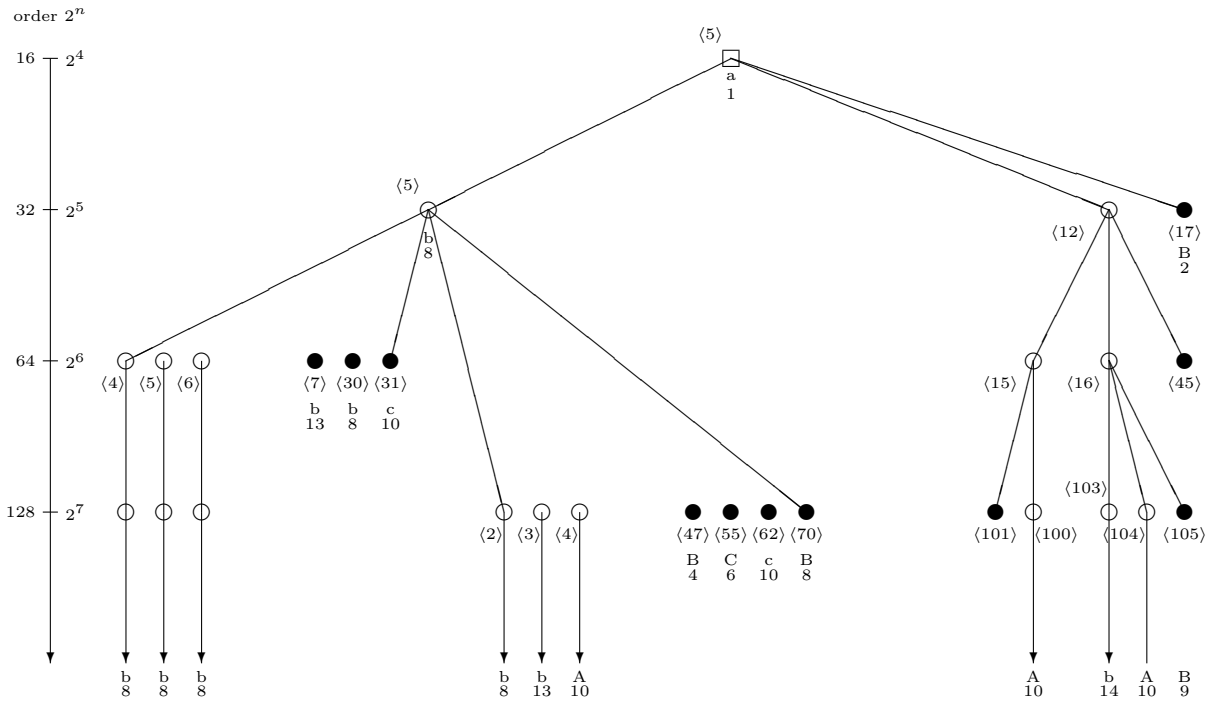 order 2^n
⟨5⟩
16 2^4
a
1
⟨5⟩
32 2^5
⟨12⟩ ⟨17⟩
b B
8 2
64 2^6
⟨4⟩ ⟨5⟩ ⟨6⟩ ⟨7⟩ ⟨30⟩ ⟨31⟩ ⟨15⟩ ⟨16⟩ ⟨45⟩
b b c
13 8 10
⟨103⟩
128 2^7
⟨2⟩ ⟨3⟩ ⟨4⟩ ⟨47⟩ ⟨55⟩ ⟨62⟩ ⟨70⟩ ⟨101⟩ ⟨100⟩ ⟨104⟩ ⟨105⟩
B C c B
4 6 10 8
b b b b b A A b A B
8 8 8 8 13 10 10 14 10 9